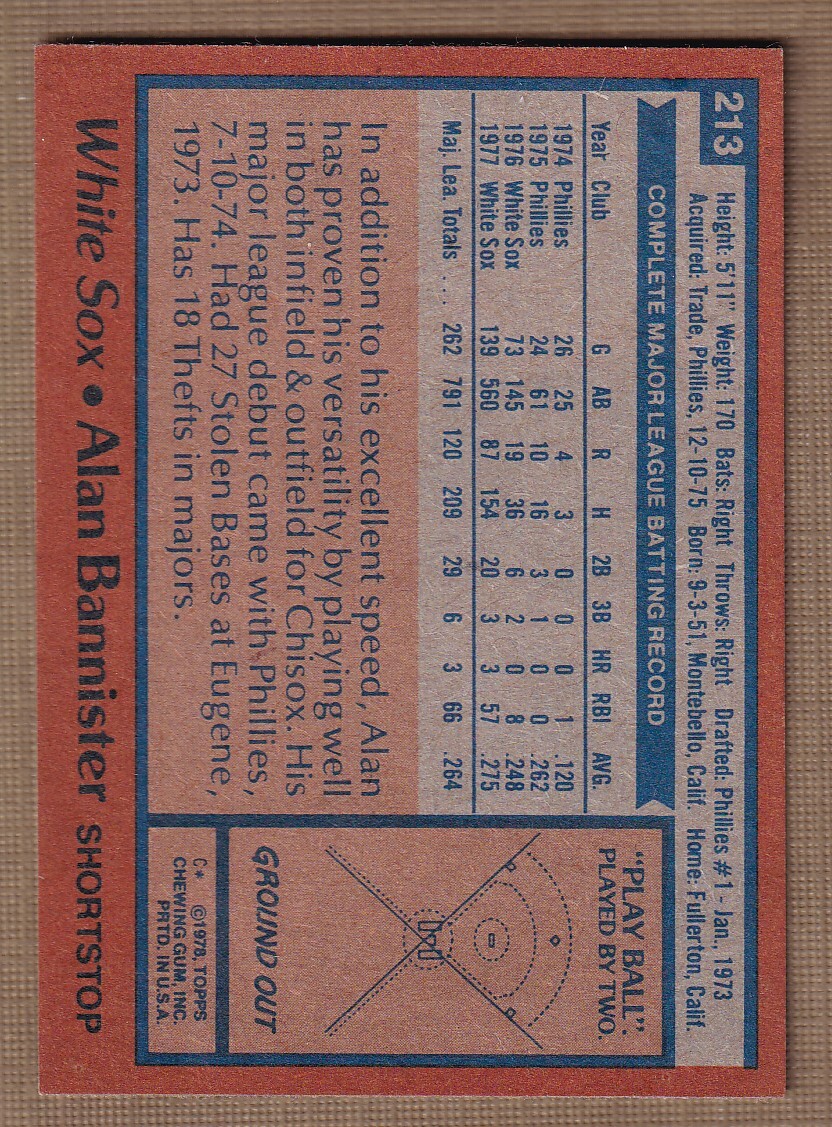 213
Height: 5'11" Weight: 170 Bats: Right Throws: Right Drafted: Phillies #1 - Jan., 1973
Acquired: Trade, Phillies, 12-10-75 Born: 9-3-51, Montebello, Calif. Home: Fullerton, Calif.
COMPLETE MAJOR LEAGUE BATTING RECORD
Year Club G AB R H 2B 3B HR RBI AVG.
1974 Phillies 26 25 4 3 0 0 0 1 .120
1975 Phillies 24 61 10 16 3 1 0 0 .262
1976 White Sox 73 145 19 36 6 2 0 8 .248
1977 White Sox 139 560 87 154 20 3 3 57 .275
Maj. Lea. Totals .... 262 791 120 209 29 6 3 66 .264
In addition to his excellent speed, Alan
has proven his versatility by playing well
in both infield & outfield for Chisox. His
major league debut came with Phillies,
7-10-74. Had 27 Stolen Bases at Eugene,
1973. Has 18 Thefts in majors.
"PLAY BALL":
PLAYED BY TWO.
GROUND OUT
C* ©1978, TOPPS
CHEWING GUM, INC.
PRTD. IN U.S.A.
White Sox • Alan Bannister SHORTSTOP